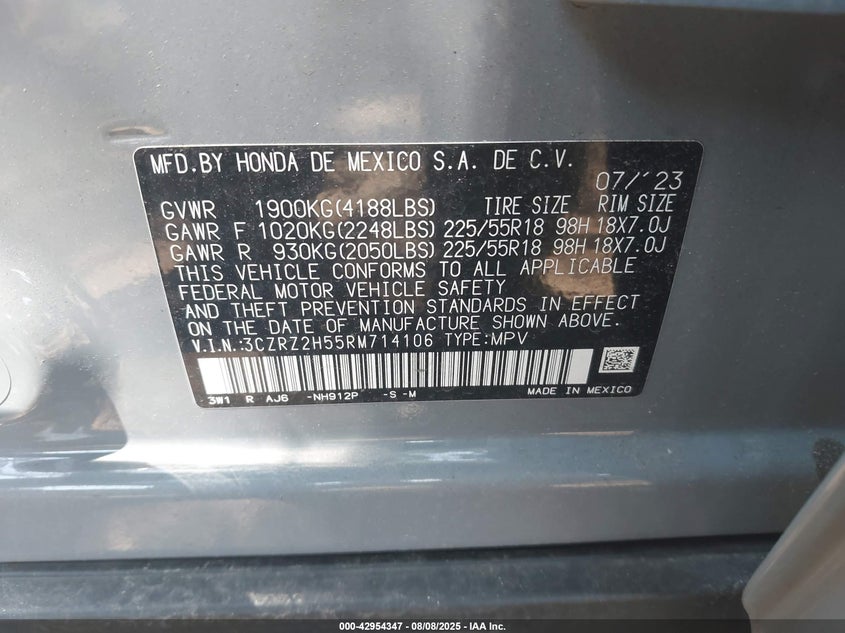 MFD.BY HONDA DE MEXICO S.A. DE C.V.
07/'23
GVWR 1900KG(4188LBS) TIRE SIZE RIM SIZE
GAWR F 1020KG(2248LBS) 225/55R18 98H 18X7.0J
GAWR R 930KG(2050LBS) 225/55R18 98H 18X7.0J
THIS VEHICLE CONFORMS TO ALL APPLICABLE
FEDERAL MOTOR VEHICLE SAFETY
AND THEFT PREVENTION STANDARDS IN EFFECT
ON THE DATE OF MANUFACTURE SHOWN ABOVE.
V.I.N.:3CZRZ2H55RM714106 TYPE:MPV
3W1 R AJ6 -NH912P -S -M MADE IN MEXICO
000-42954347 - 08/08/2025 - IAA Inc.